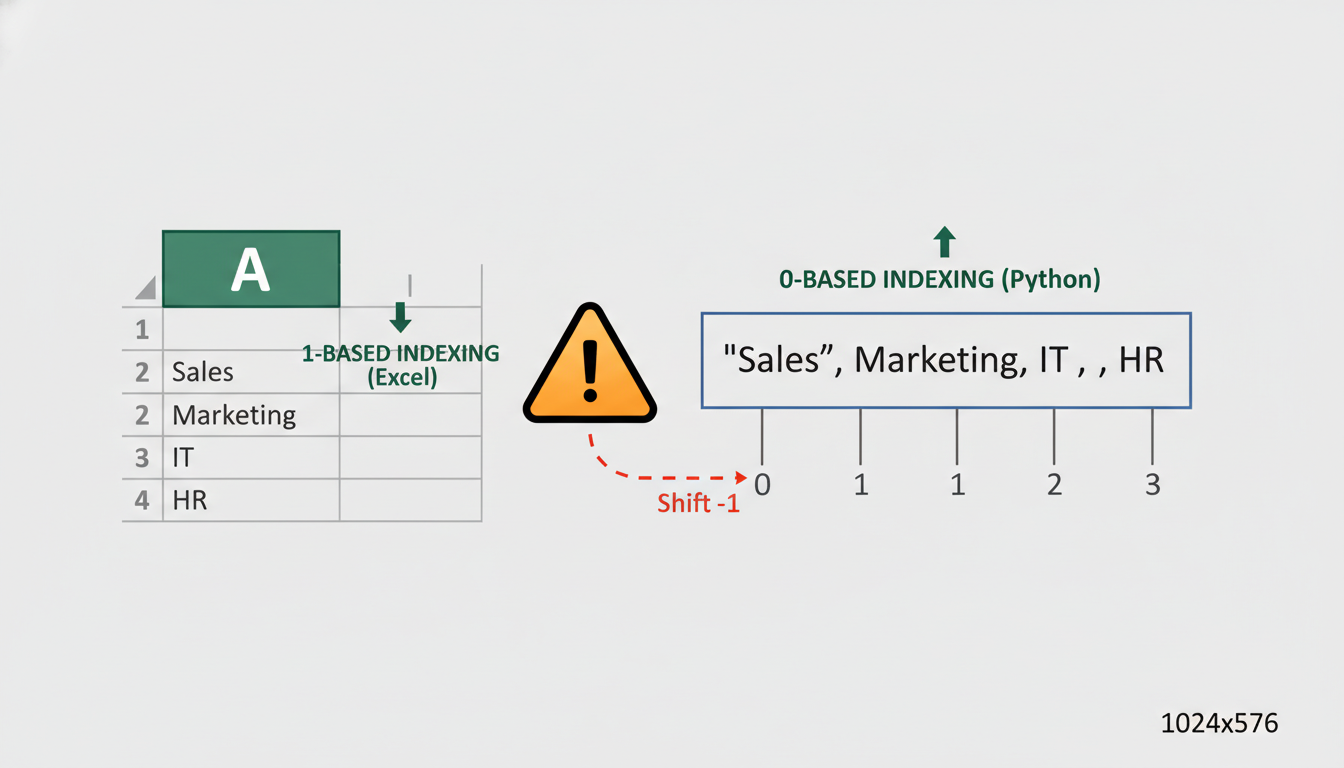 A
1
1-BASED INDEXING
(Excel)
2 Sales
2 Marketing
3 IT
4 HR
Shift -1
0-BASED INDEXING (Python)
"Sales”, Marketing, IT , , HR
0 1 1 2 3
1024x576